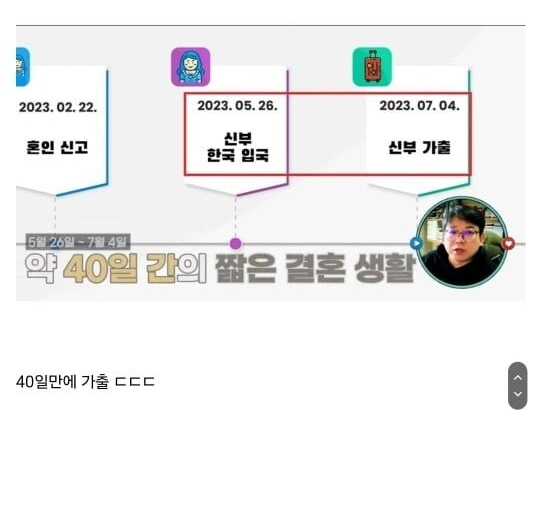 2023. 02. 22.
혼인 신고
2023. 05. 26.
신부
한국 입국
2023. 07. 04.
신부 가출
5월 26일 ~ 7월 4일
약 40일 간의 짧은 결혼 생활
40일만에 가출 ㄷㄷㄷ